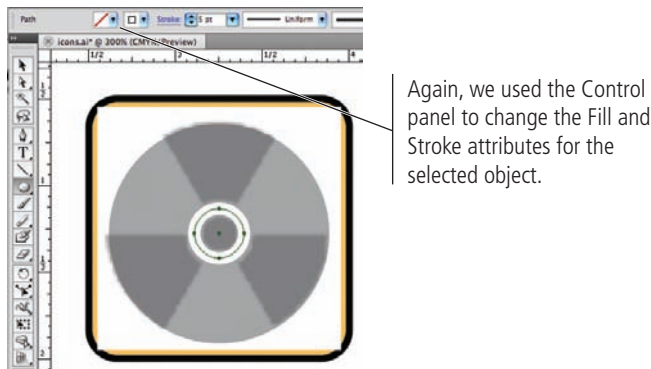 Path
Stroke: 5 pt Uniform
icons.ai* @ 300% (CMYK/Preview)
1/2 1/2
Again, we used the Control
panel to change the Fill and
Stroke attributes for the
selected object.